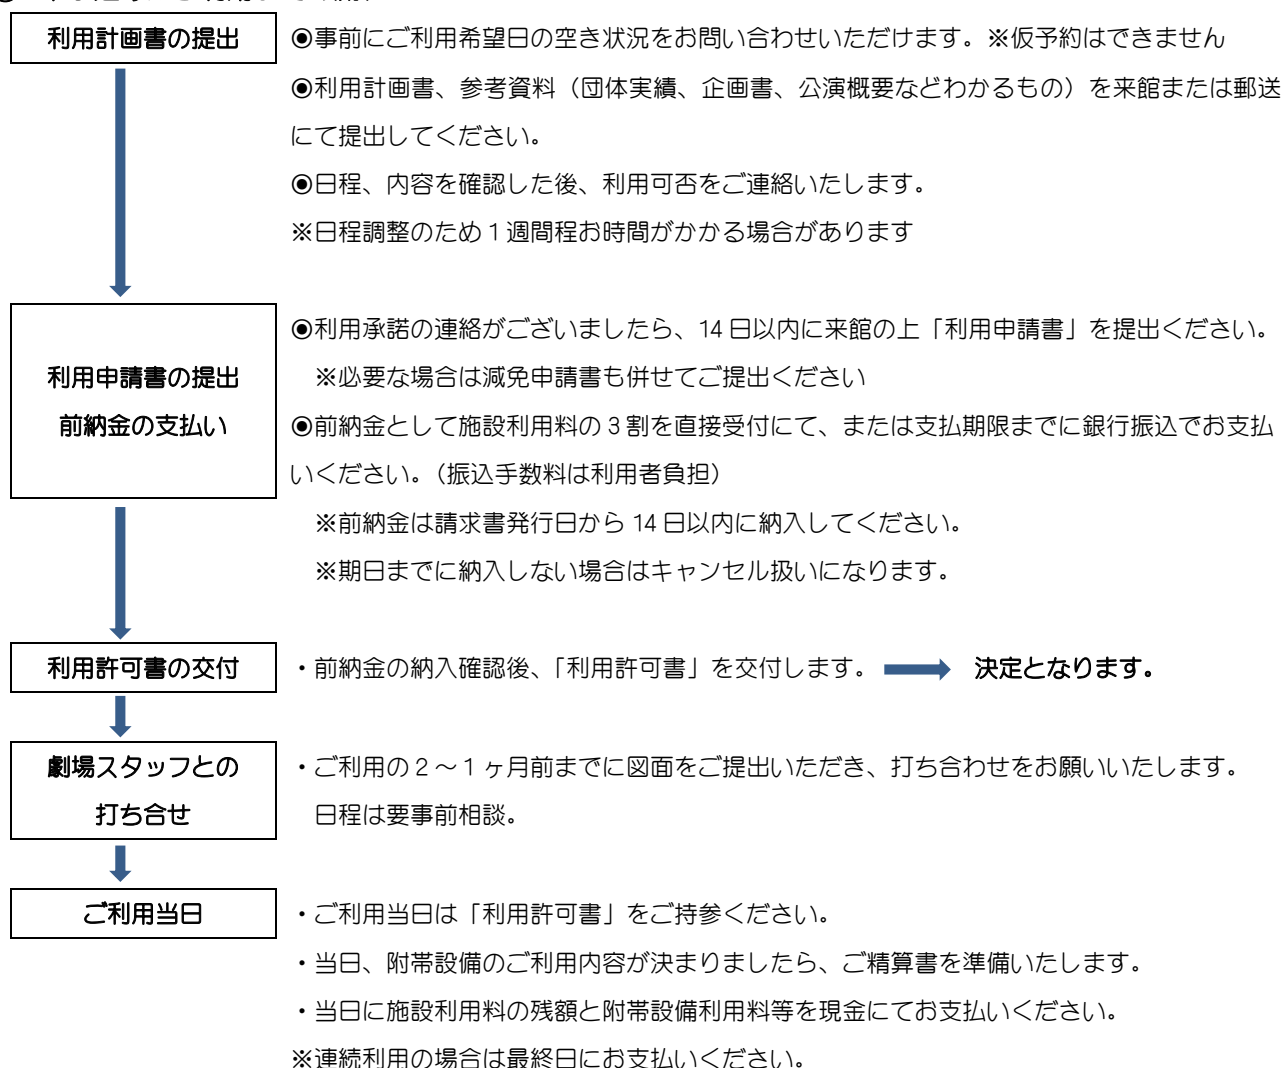 利用計画書の提出
◉事前にご利用希望日の空き状況をお問い合わせいただけます。※仮予約はできません
◉利用計画書、参考資料（団体実績、企画書、公演概要などわかるもの）を来館または郵送
にて提出してください。
◉日程、内容を確認した後、利用可否をご連絡いたします。
※日程調整のため1週間程お時間がかかる場合があります
利用申請書の提出
前納金の支払い
◉利用承諾の連絡がございましたら、14日以内に来館の上「利用申請書」を提出ください。
※必要な場合は減免申請書も併せてご提出ください
◉前納金として施設利用料の3割を直接受付にて、または支払期限までに銀行振込でお支払
いください。（振込手数料は利用者負担）
※前納金は請求書発行日から14日以内に納入してください。
※期日までに納入しない場合はキャンセル扱いになります。
利用許可書の交付
・前納金の納入確認後、「利用許可書」を交付します。 決定となります。
劇場スタッフとの
打ち合せ
・ご利用の2～1ヶ月前までに図面をご提出いただき、打ち合わせをお願いいたします。
日程は要事前相談。
ご利用当日
・ご利用当日は「利用許可書」をご持参ください。
・当日、附帯設備のご利用内容が決まりましたら、ご精算書を準備いたします。
・当日に施設利用料の残額と附帯設備利用料等を現金にてお支払いください。
※連続利用の場合は最終日にお支払いください。